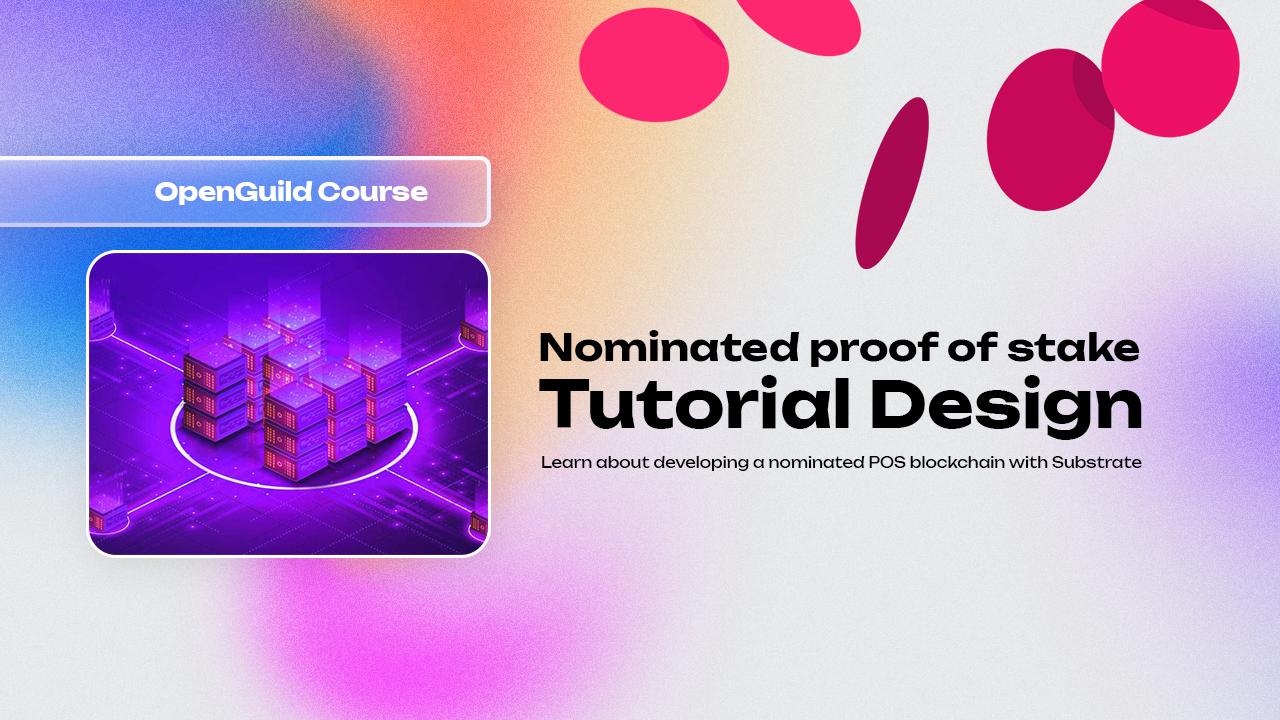 OpenGuild Course
Nominated proof of stake
Tutorial Design
Learn about developing a nominated POS blockchain with Substrate